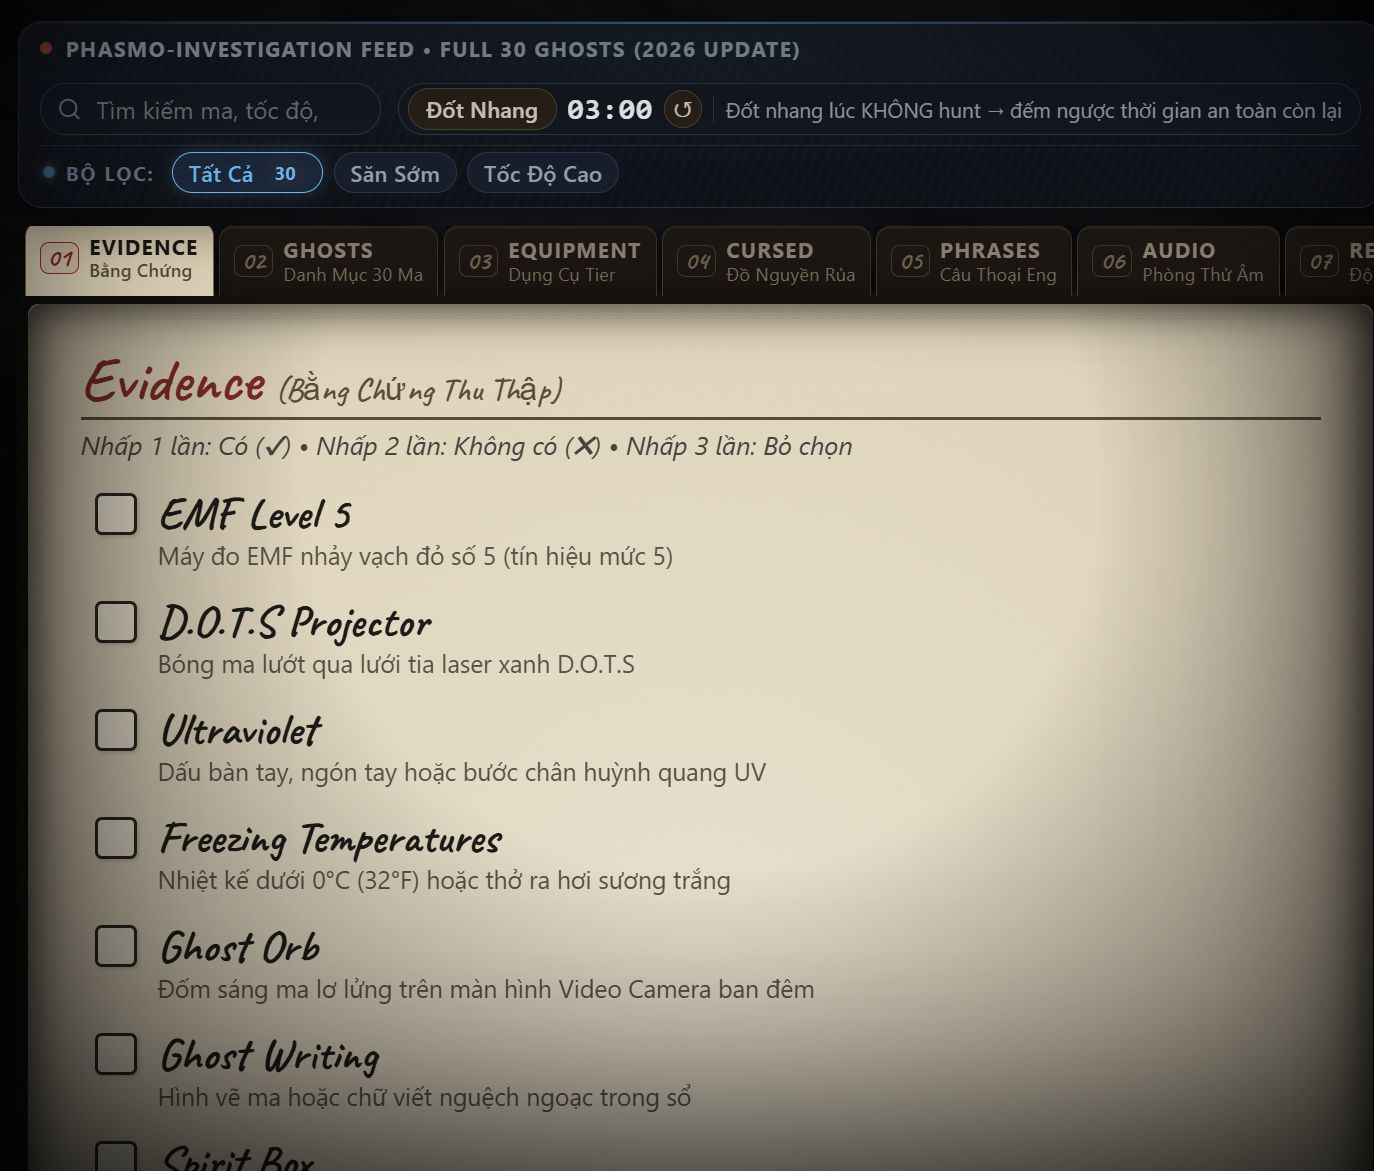 PHASMO-INVESTIGATION FEED • FULL 30 GHOSTS (2026 UPDATE)
Tìm kiếm ma, tốc độ,
Đốt Nhang 03:00 ↺ Đốt nhang lúc KHÔNG hunt → đếm ngược thời gian an toàn còn lại
BỘ LỌC: Tất Cả 30 Săn Sớm Tốc Độ Cao
01 EVIDENCE
Bằng Chứng
02 GHOSTS
Danh Mục 30 Ma
03 EQUIPMENT
Dụng Cụ Tier
04 CURSED
Đồ Nguyền Rủa
05 PHRASES
Câu Thoại Eng
06 AUDIO
Phòng Thử Âm
07 RE
Độ
Evidence (Bằng Chứng Thu Thập)
Nhấp 1 lần: Có (✓) • Nhấp 2 lần: Không có (✕) • Nhấp 3 lần: Bỏ chọn
EMF Level 5
Máy đo EMF nhảy vạch đỏ số 5 (tín hiệu mức 5)
D.O.T.S Projector
Bóng ma lướt qua lưới tia laser xanh D.O.T.S
Ultraviolet
Dấu bàn tay, ngón tay hoặc bước chân huỳnh quang UV
Freezing Temperatures
Nhiệt kế dưới 0°C (32°F) hoặc thở ra hơi sương trắng
Ghost Orb
Đốm sáng ma lơ lửng trên màn hình Video Camera ban đêm
Ghost Writing
Hình vẽ ma hoặc chữ viết nguệch ngoạc trong sổ
Spirit Box